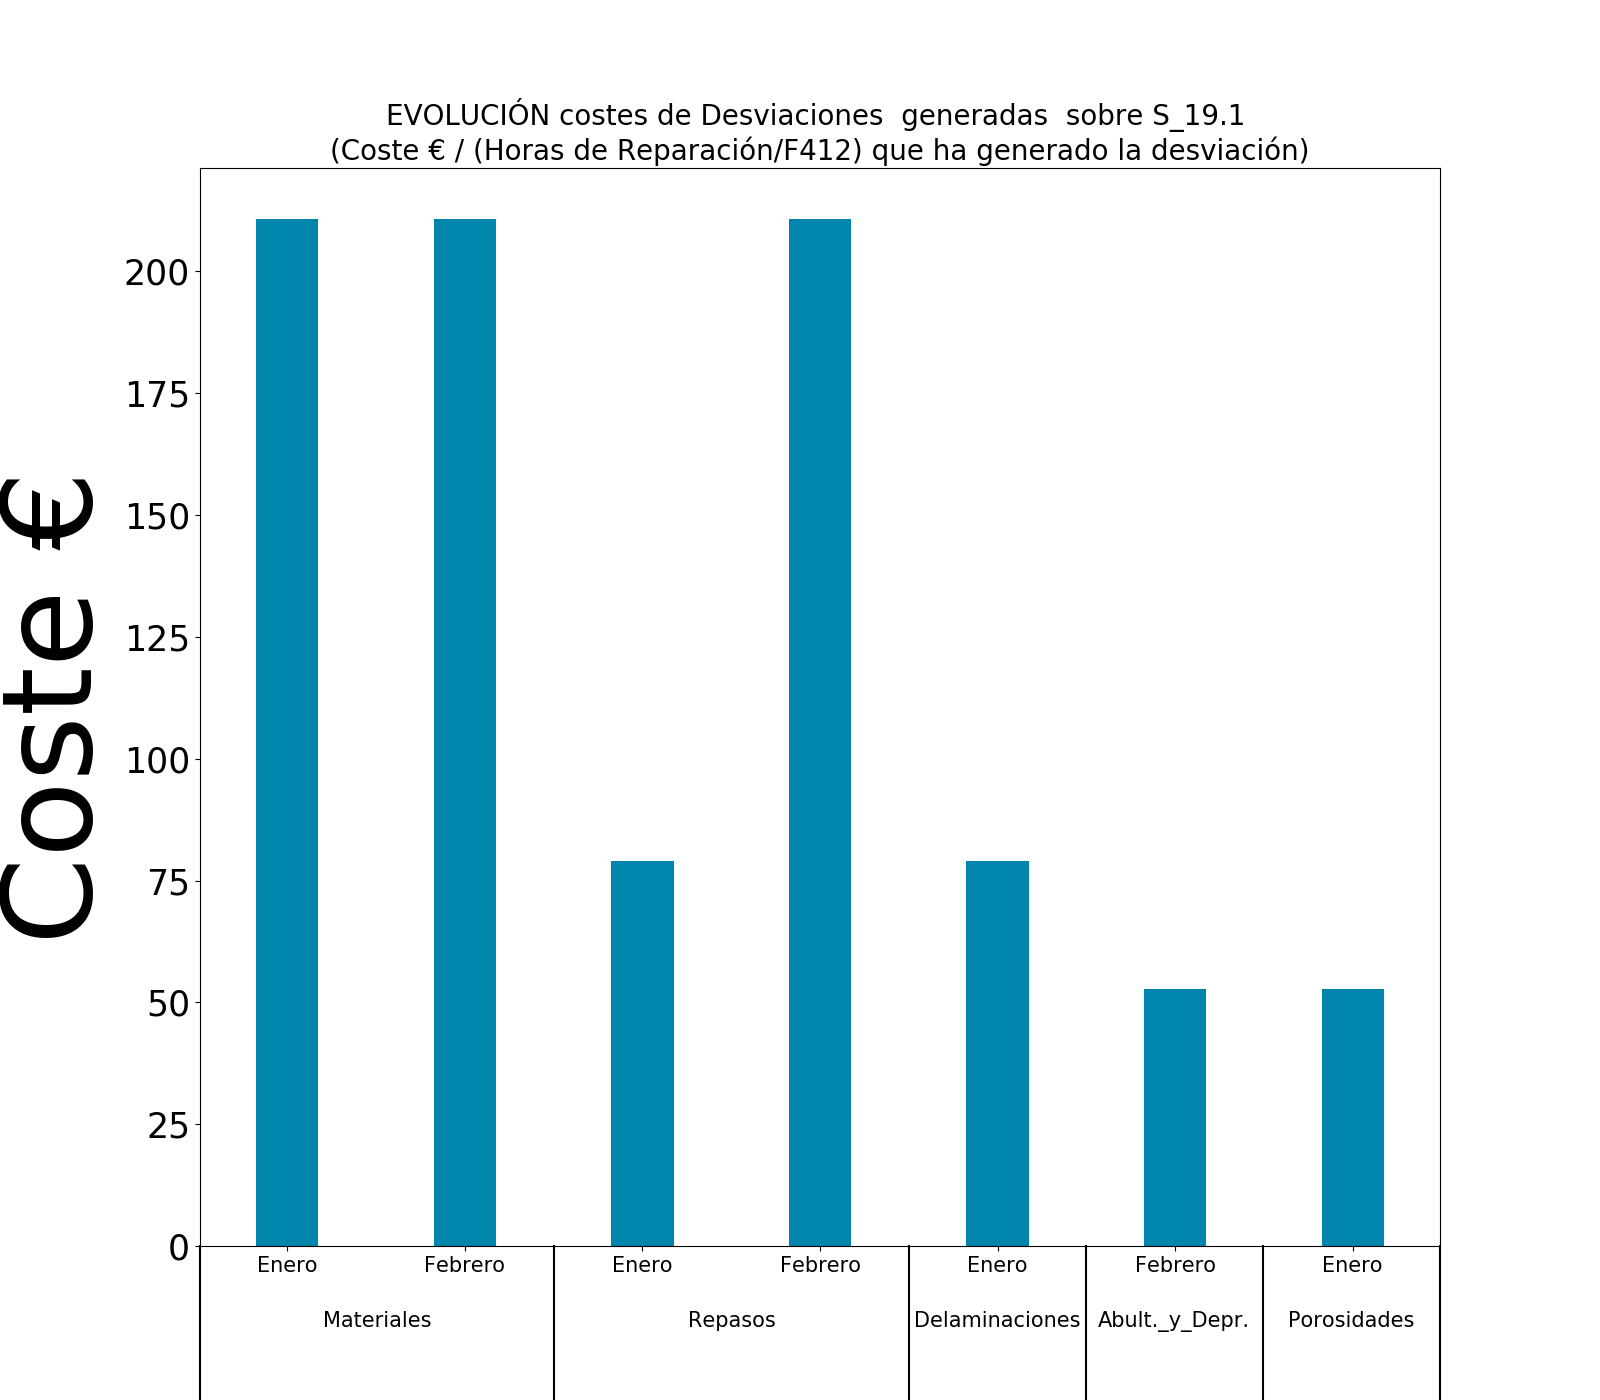 EVOLUCIÓN costes de Desviaciones  generadas  sobre S_19.1
(Coste € / (Horas de Reparación/F412) que ha generado la desviación)
Coste €
200
175
150
125
100
75
50
25
0
Enero Febrero Enero Febrero Enero Febrero Enero
Materiales Repasos Delaminaciones Abult._y_Depr. Porosidades